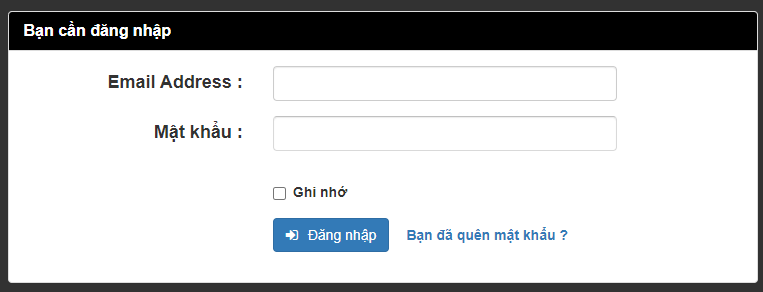 Bạn cần đăng nhập
Email Address :
Mật khẩu :
Ghi nhớ
Đăng nhập
Bạn đã quên mật khẩu ?